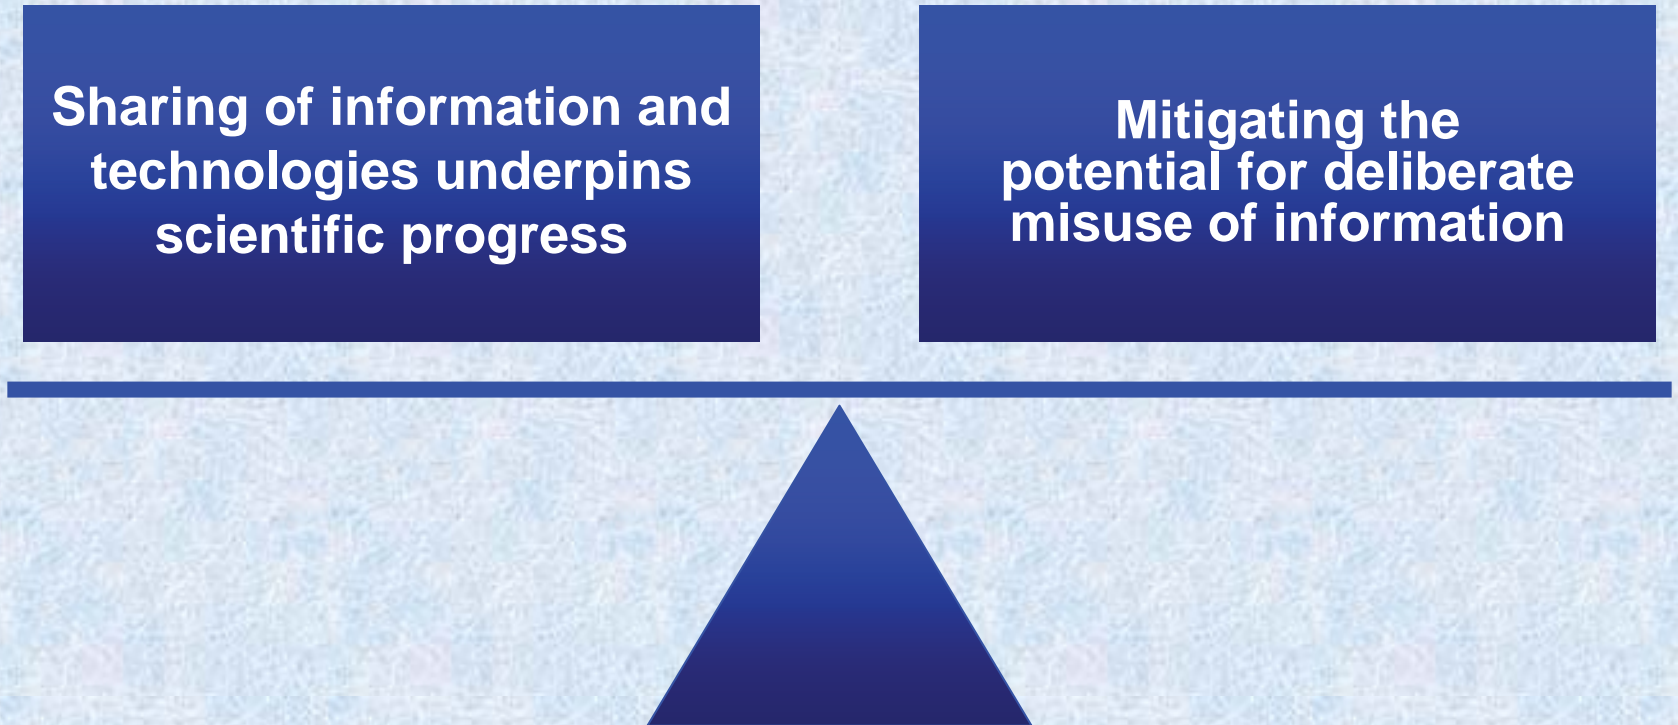 Sharing of information and
technologies underpins
scientific progress
Mitigating the
potential for deliberate
misuse of information